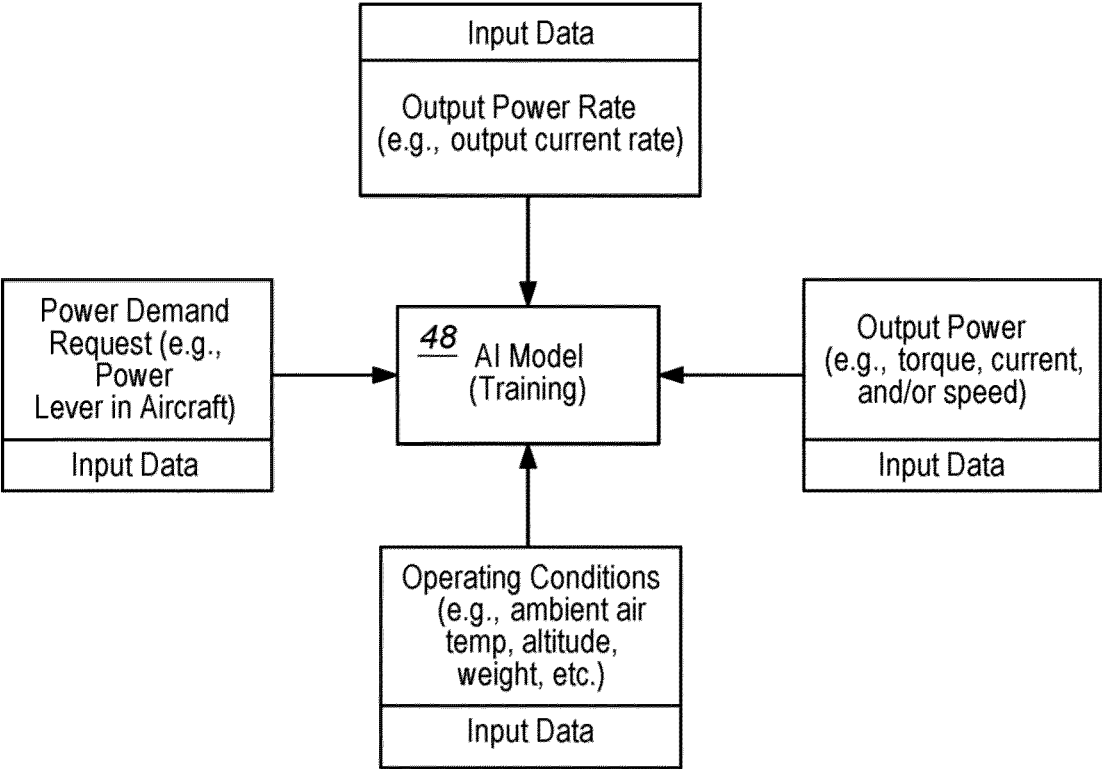 Input Data
Output Power Rate
(e.g., output current rate)
Power Demand
Request (e.g.,
Power
Lever in Aircraft)
Input Data
48
AI Model
(Training)
Output Power
(e.g., torque, current,
and/or speed)
Input Data
Operating Conditions
(e.g., ambient air
temp, altitude,
weight, etc.)
Input Data